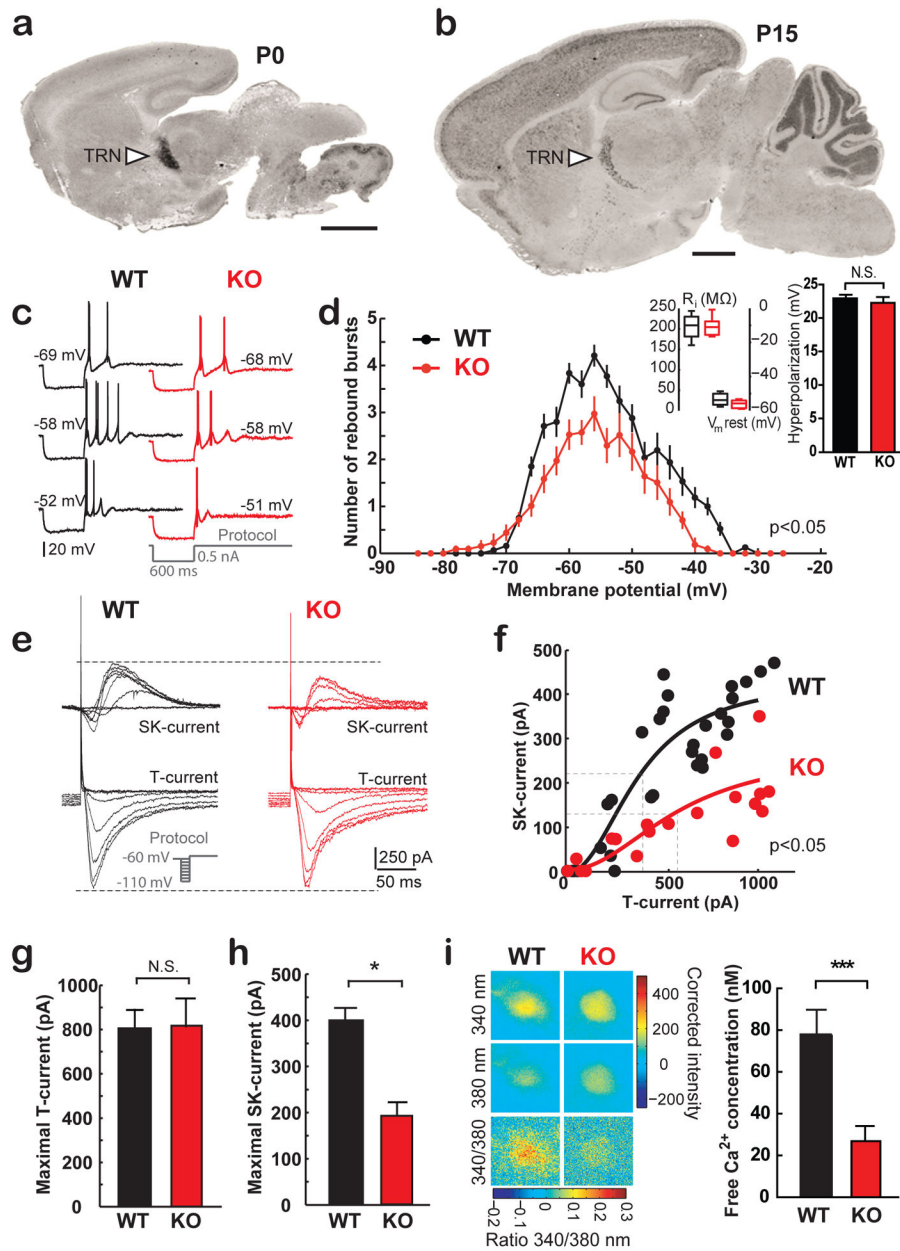 a
P0
TRN
b
P15
TRN
c
WT
KO
-69 mV
-68 mV
-58 mV
-58 mV
-52 mV
-51 mV
20 mV
Protocol
0.5 nA
600 ms
d
WT
KO
Number of rebound bursts
5
4
3
2
1
0
-90
-80
-70
-60
-50
-40
-30
-20
Membrane potential (mV)
p<0.05
Ri (MΩ)
250
200
150
100
50
0
0
−20
−40
−60
Vm rest (mV)
N.S.
Hyperpolarization (mV)
25
20
15
10
5
0
WT
KO
e
WT
KO
SK-current
SK-current
T-current
T-current
Protocol
-60 mV
-110 mV
250 pA
50 ms
f
SK-current (pA)
500
400
300
200
100
0
0
500
1000
T-current (pA)
WT
KO
p<0.05
g
N.S.
Maximal T-current (pA)
1000
800
600
400
200
0
WT
KO
h
*
Maximal SK-current (pA)
500
400
300
200
100
0
WT
KO
i
WT
KO
340 nm
380 nm
340/380
400
200
0
−200
Corrected intensity
-0.2
-0.1
0
0.1
0.2
0.3
Ratio 340/380 nm
***
Free Ca2+ concentration (nM)
100
80
60
40
20
0
WT
KO